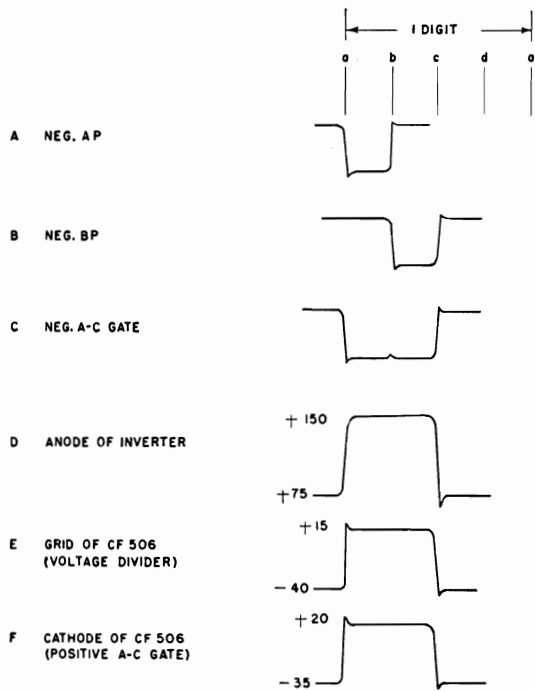 1 DIGIT
a b c d a
A NEG. AP
B NEG. BP
C NEG. A-C GATE
+150
D ANODE OF INVERTER
+75
+15
E GRID OF CF 506
(VOLTAGE DIVIDER)
-40
+20
F CATHODE OF CF 506
(POSITIVE A-C GATE)
-35